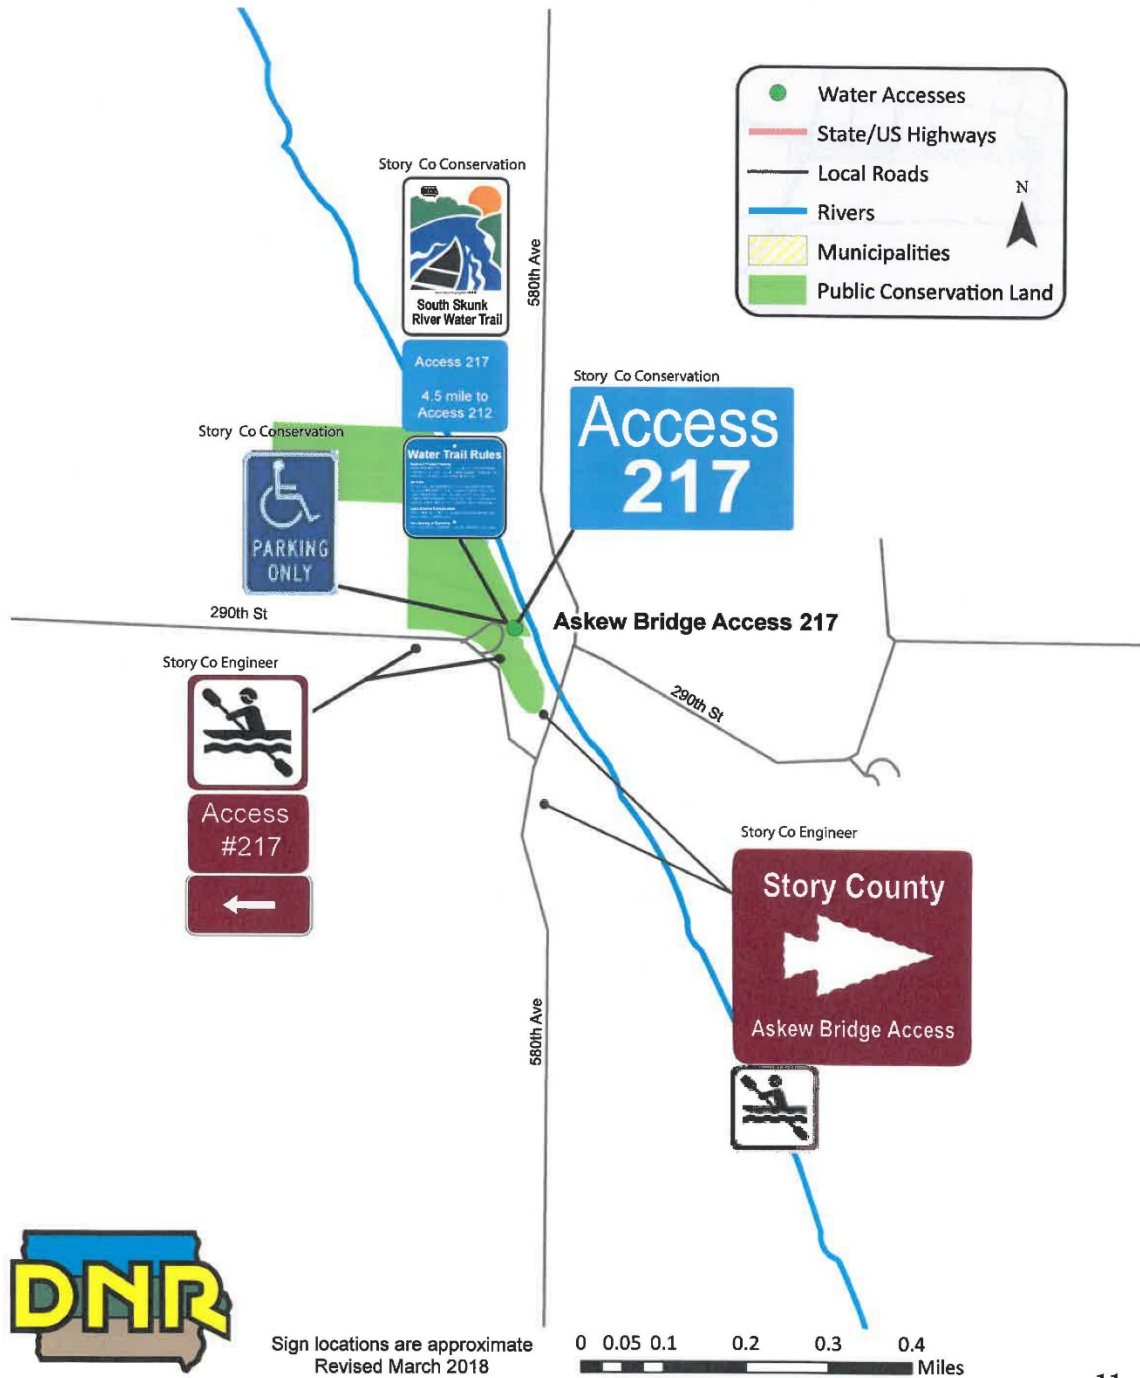 Water Accesses
State/US Highways
Local Roads
Rivers
Municipalities
Public Conservation Land
N
Story Co Conservation
South Skunk
River Water Trail
580th Ave
Access 217
4.5 mile to
Access 212
Water Trail Rules
Story Co Conservation
Access
217
Story Co Conservation
PARKING
ONLY
290th St
Askew Bridge Access 217
Story Co Engineer
Access
#217
290th St
Story Co Engineer
Story County
Askew Bridge Access
580th Ave
DNR
Sign locations are approximate
Revised March 2018
0 0.05 0.1 0.2 0.3 0.4
Miles